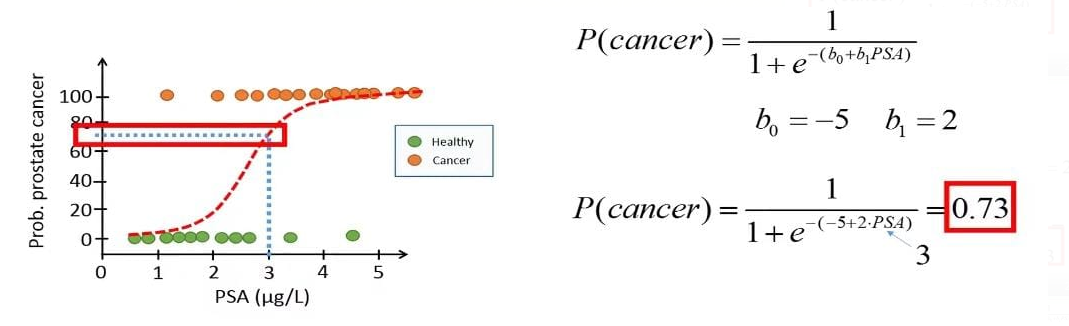 Prob. prostate cancer
100
80
60
40
20
0
0 1 2 3 4 5
PSA (µg/L)
Healthy
Cancer
P(cancer) = 1 / 1 + e^-(b₀+b₁PSA)
b₀ = -5 b₁ = 2
P(cancer) = 1 / 1 + e^-(-5+2·PSA) = 0.73
3